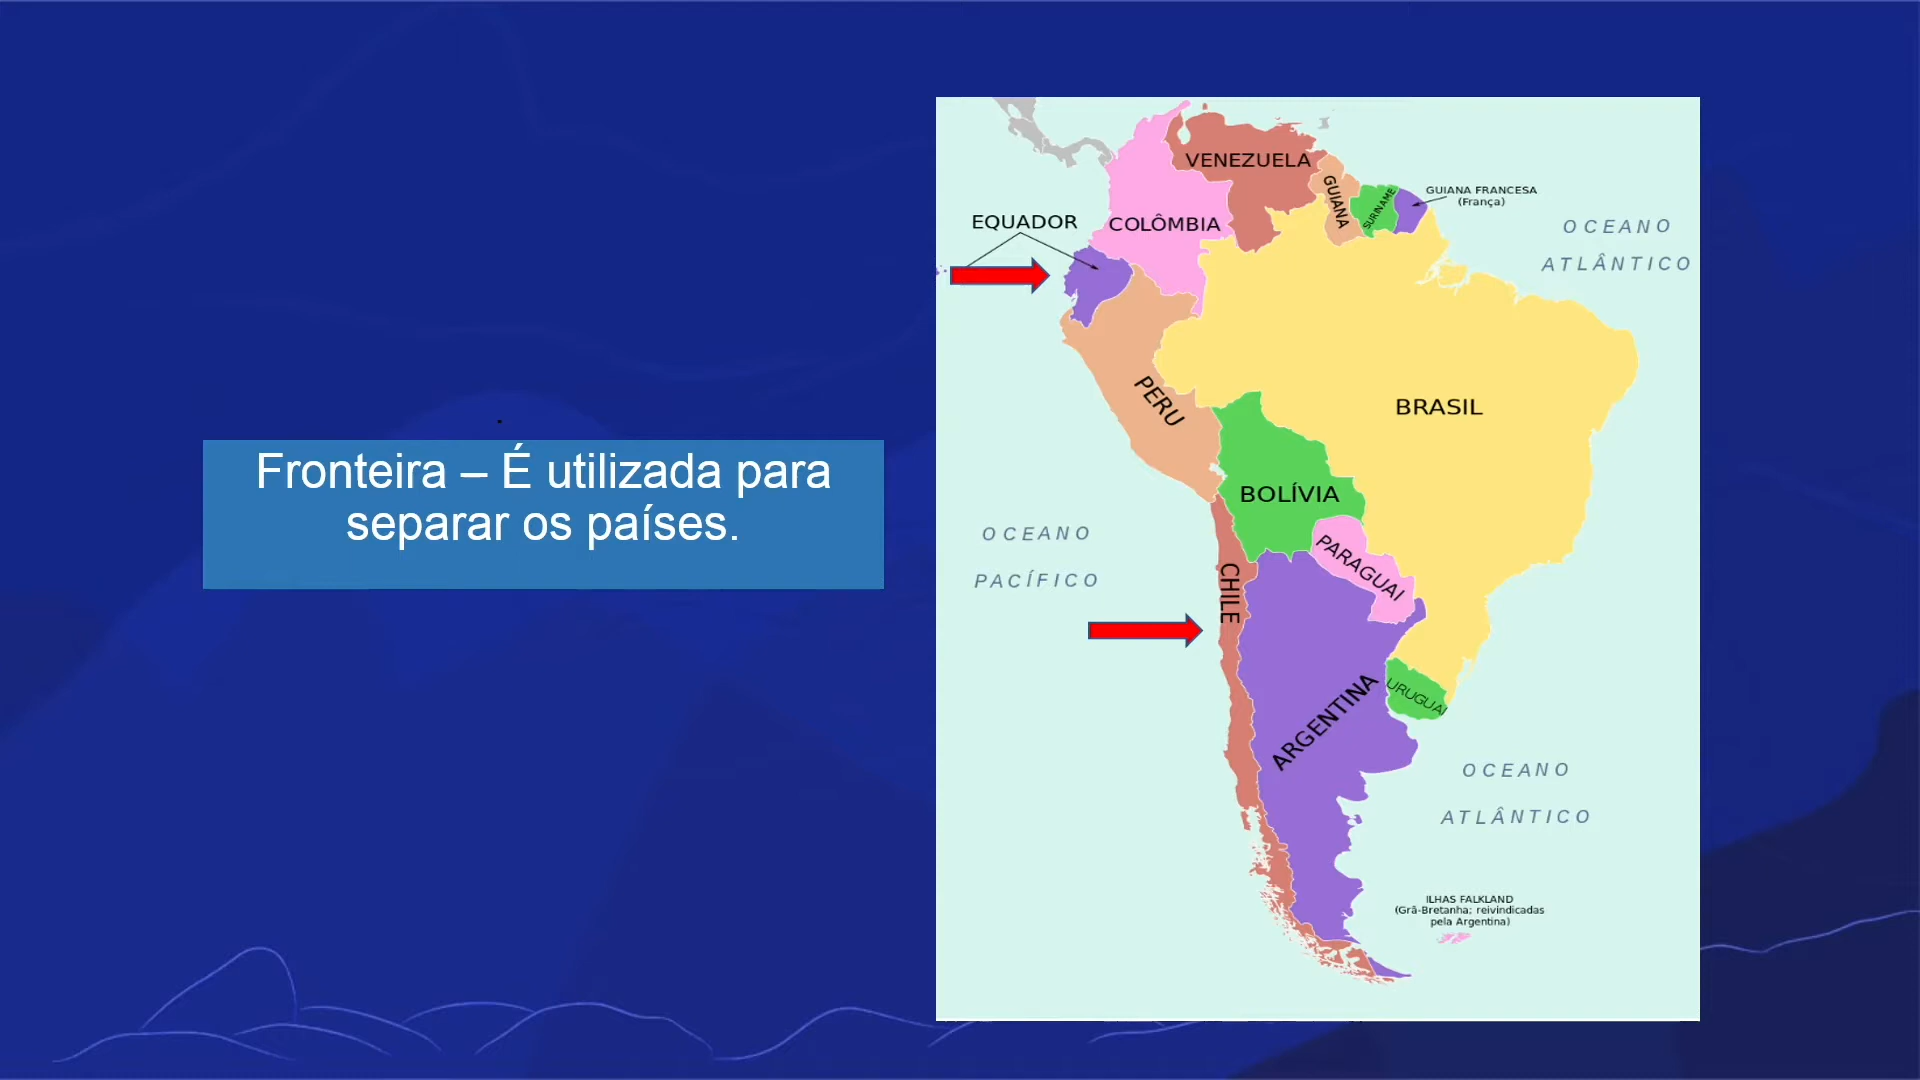 Fronteira – É utilizada para
separar os países.
VENEZUELA
GUIANA
SURINAME
GUIANA FRANCESA
(França)
EQUADOR
COLÔMBIA
OCEANO
ATLÂNTICO
PERU
BRASIL
BOLÍVIA
OCEANO
PACÍFICO
PARAGUAI
CHILE
ARGENTINA
URUGUAI
OCEANO
ATLÂNTICO
ILHAS FALKLAND
(Grã-Bretanha; reivindicadas
pela Argentina)